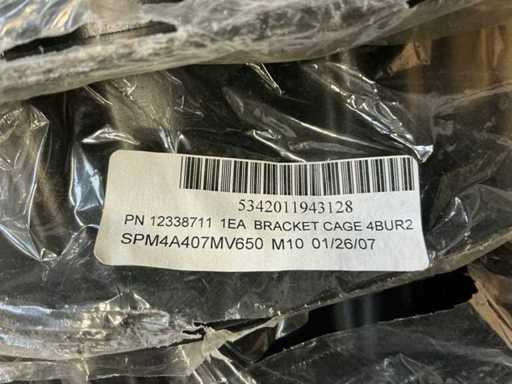 5342011943128
PN 12338711 1EA BRACKET CAGE 4BUR2
SPM4A407MV650 M10 01/26/07